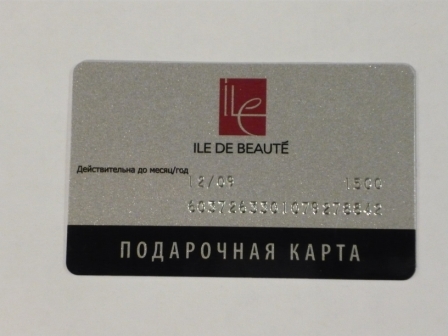 ile
ILE DE BEAUTÉ
Действительна до месяц/год
12/09 1500
ПОДАРОЧНАЯ КАРТА